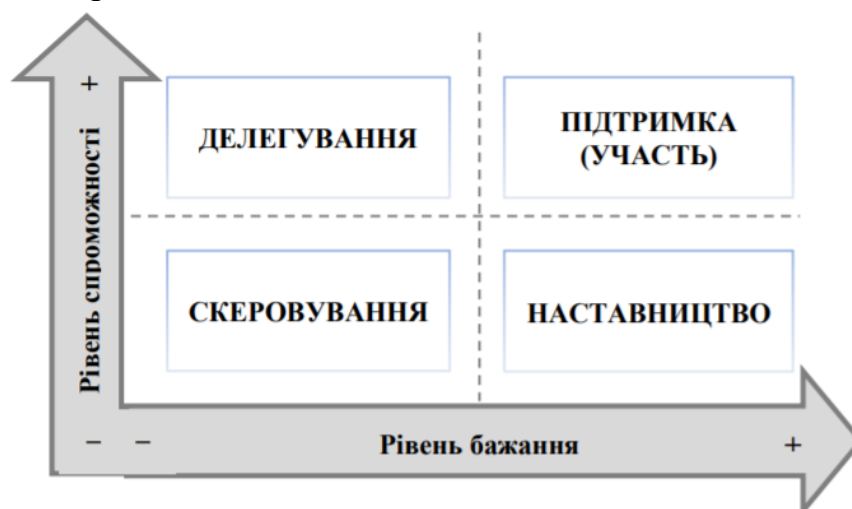 +
Рівень спроможності
–
ДЕЛЕГУВАННЯ
ПІДТРИМКА
(УЧАСТЬ)
СКЕРОВУВАННЯ
НАСТАВНИЦТВО
–
Рівень бажання
+